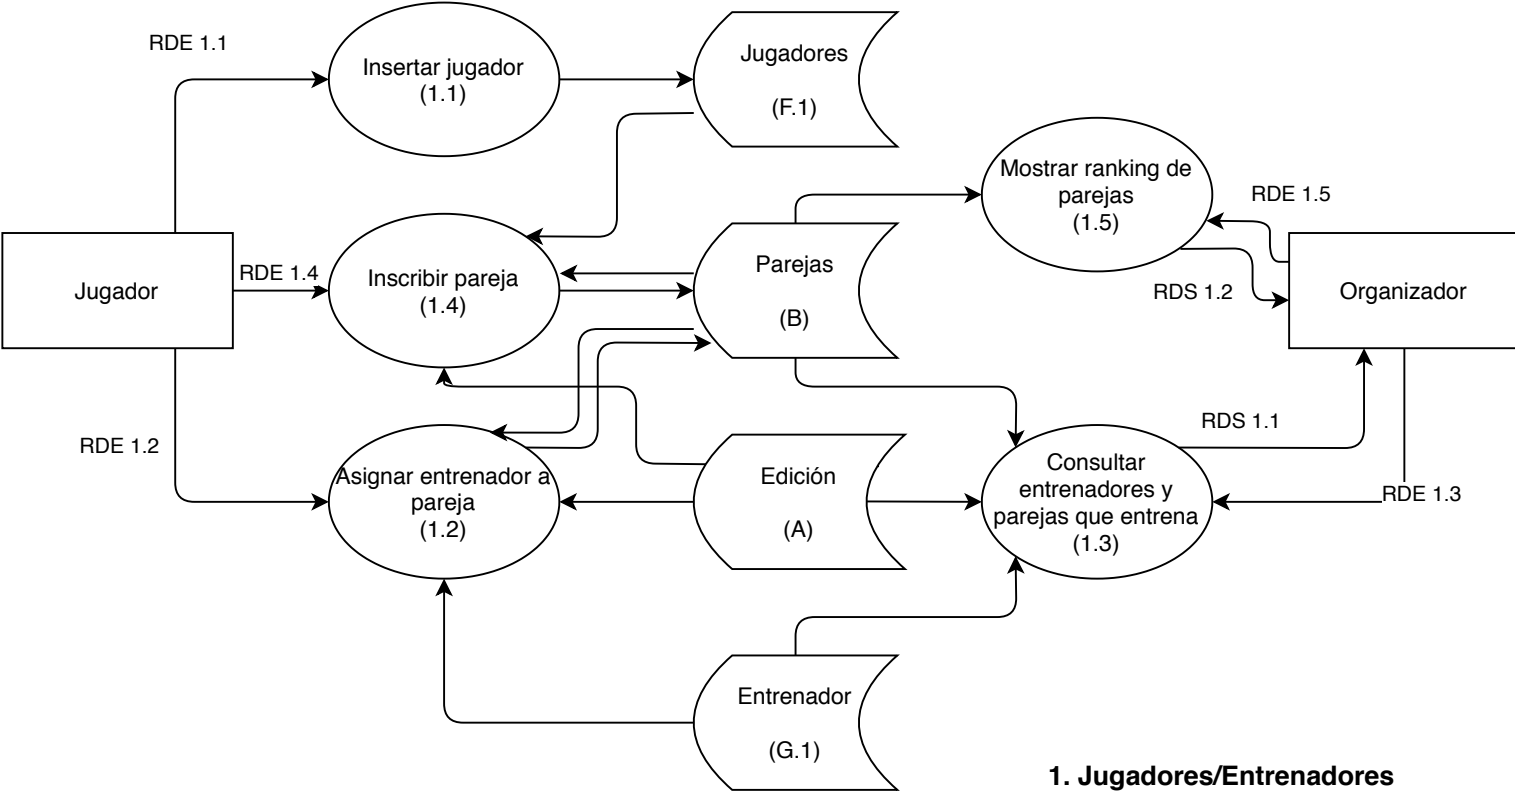 RDE 1.1
Insertar jugador
(1.1)
Jugadores
(F.1)
Mostrar ranking de
parejas
(1.5)
RDE 1.5
RDS 1.2
Organizador
Jugador
RDE 1.4
Inscribir pareja
(1.4)
Parejas
(B)
RDE 1.2
Asignar entrenador a
pareja
(1.2)
Edición
(A)
Consultar
entrenadores y
parejas que entrena
(1.3)
RDS 1.1
RDE 1.3
Entrenador
(G.1)
1. Jugadores/Entrenadores